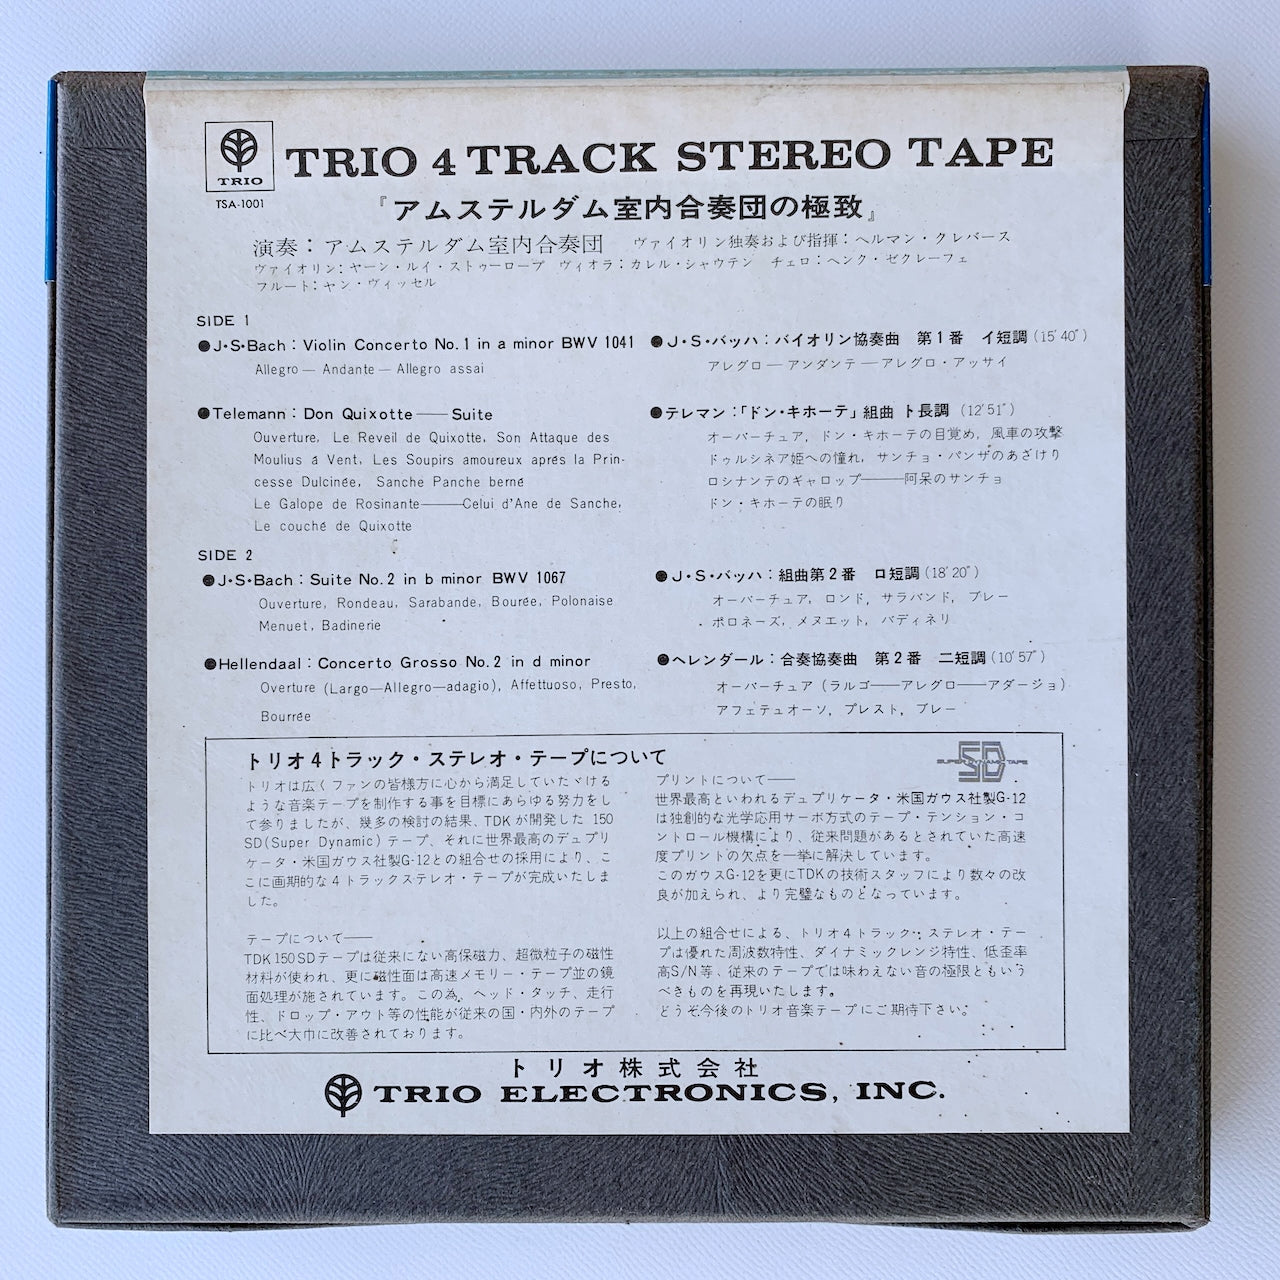 TRIO
TSA-1001
TRIO 4 TRACK STEREO TAPE
『アムステルダム室内合奏団の極致』
演奏：アムステルダム室内合奏団　ヴァイオリン独奏および指揮：ヘルマン・クレバース
ヴァイオリン：ヤーン・ルイ・ストゥーロープ　ヴィオラ：カレル・シャウテン　チェロ：ヘンク・ゼクレーフェ
フルート：ヤン・ヴィッセル
SIDE 1
●J・S・Bach：Violin Concerto No.1 in a minor BWV 1041
Allegro — Andante — Allegro assai
●J・S・バッハ：バイオリン協奏曲　第1番　イ短調（15′40″）
アレグロ—アンダンテ—アレグロ・アッサイ
●Telemann：Don Quixotte——Suite
Ouverture, Le Reveil de Quixotte, Son Attaque des
Moulius á Vent, Les Soupirs amoureux aprés la Prin-
cesse Dulcinée, Sanche Panche berné
Le Galope de Rosinante——Celui d'Ane de Sanche,
Le couché de Quixotte
●テレマン：「ドン・キホーテ」組曲 ト長調（12′51″）
オーバーチュア，ドン・キホーテの目覚め，風車の攻撃
ドゥルシネア姫への憧れ，サンチョ・パンザのあざけり
ロシナンテのギャロップ——阿呆のサンチョ
ドン・キホーテの眠り
SIDE 2
●J・S・Bach：Suite No.2 in b minor BWV 1067
Ouverture, Rondeau, Sarabande, Bourée, Polonaise
Menuet, Badinerie
●J・S・バッハ：組曲第2番　ロ短調（18′20″）
オーバーチュア，ロンド，サラバンド，ブレー
ポロネーズ，メヌエット，バディネリ
●Hellendaal：Concerto Grosso No.2 in d minor
Overture (Largo—Allegro—adagio), Affettuoso, Presto,
Bourrée
●ヘレンダール：合奏協奏曲　第2番　二短調（10′57″）
オーバーチュア（ラルゴ——アレグロ——アダージョ）
アフェテュオーソ，プレスト，ブレー
トリオ4トラック・ステレオ・テープについて
トリオは広くファンの皆様方に心から満足していたゞける
ような音楽テープを制作する事を目標にあらゆる努力をし
て参りましたが、幾多の検討の結果、TDKが開発した 150
SD(Super Dynamic)テープ、それに世界最高のデュプリ
ケータ・米国ガウス社製G-12との組合せの採用により、こ
こに画期的な4トラックステレオ・テープが完成いたしま
した。
テープについて——
TDK150SDテープは従来にない高保磁力、超微粒子の磁性
材料が使われ、更に磁性面は高速メモリー・テープ並の鏡
面処理が施されています。この為、ヘッド・タッチ、走行
性、ドロップ・アウト等の性能が従来の国・内外のテープ
に比べ大巾に改善されております。
SD
SUPER DYNAMIC TAPE
プリントについて——
世界最高といわれるデュプリケータ・米国ガウス社製G-12
は独創的な光学応用サーボ方式のテープ・テンション・コ
ントロール機構により、従来問題があるとされていた高速
度プリントの欠点を一挙に解決しています。
このガウスG-12を更にTDKの技術スタッフにより数々の改
良が加えられ、より完璧なものとなっています。
以上の組合せによる、トリオ4トラック・ステレオ・テー
プは優れた周波数特性、ダイナミックレンジ特性、低歪率
高S/N等、従来のテープでは味わえない音の極限ともいう
べきものを再現いたします。
どうぞ今後のトリオ音楽テープにご期待下さい。
トリオ株式会社
TRIO ELECTRONICS, INC.